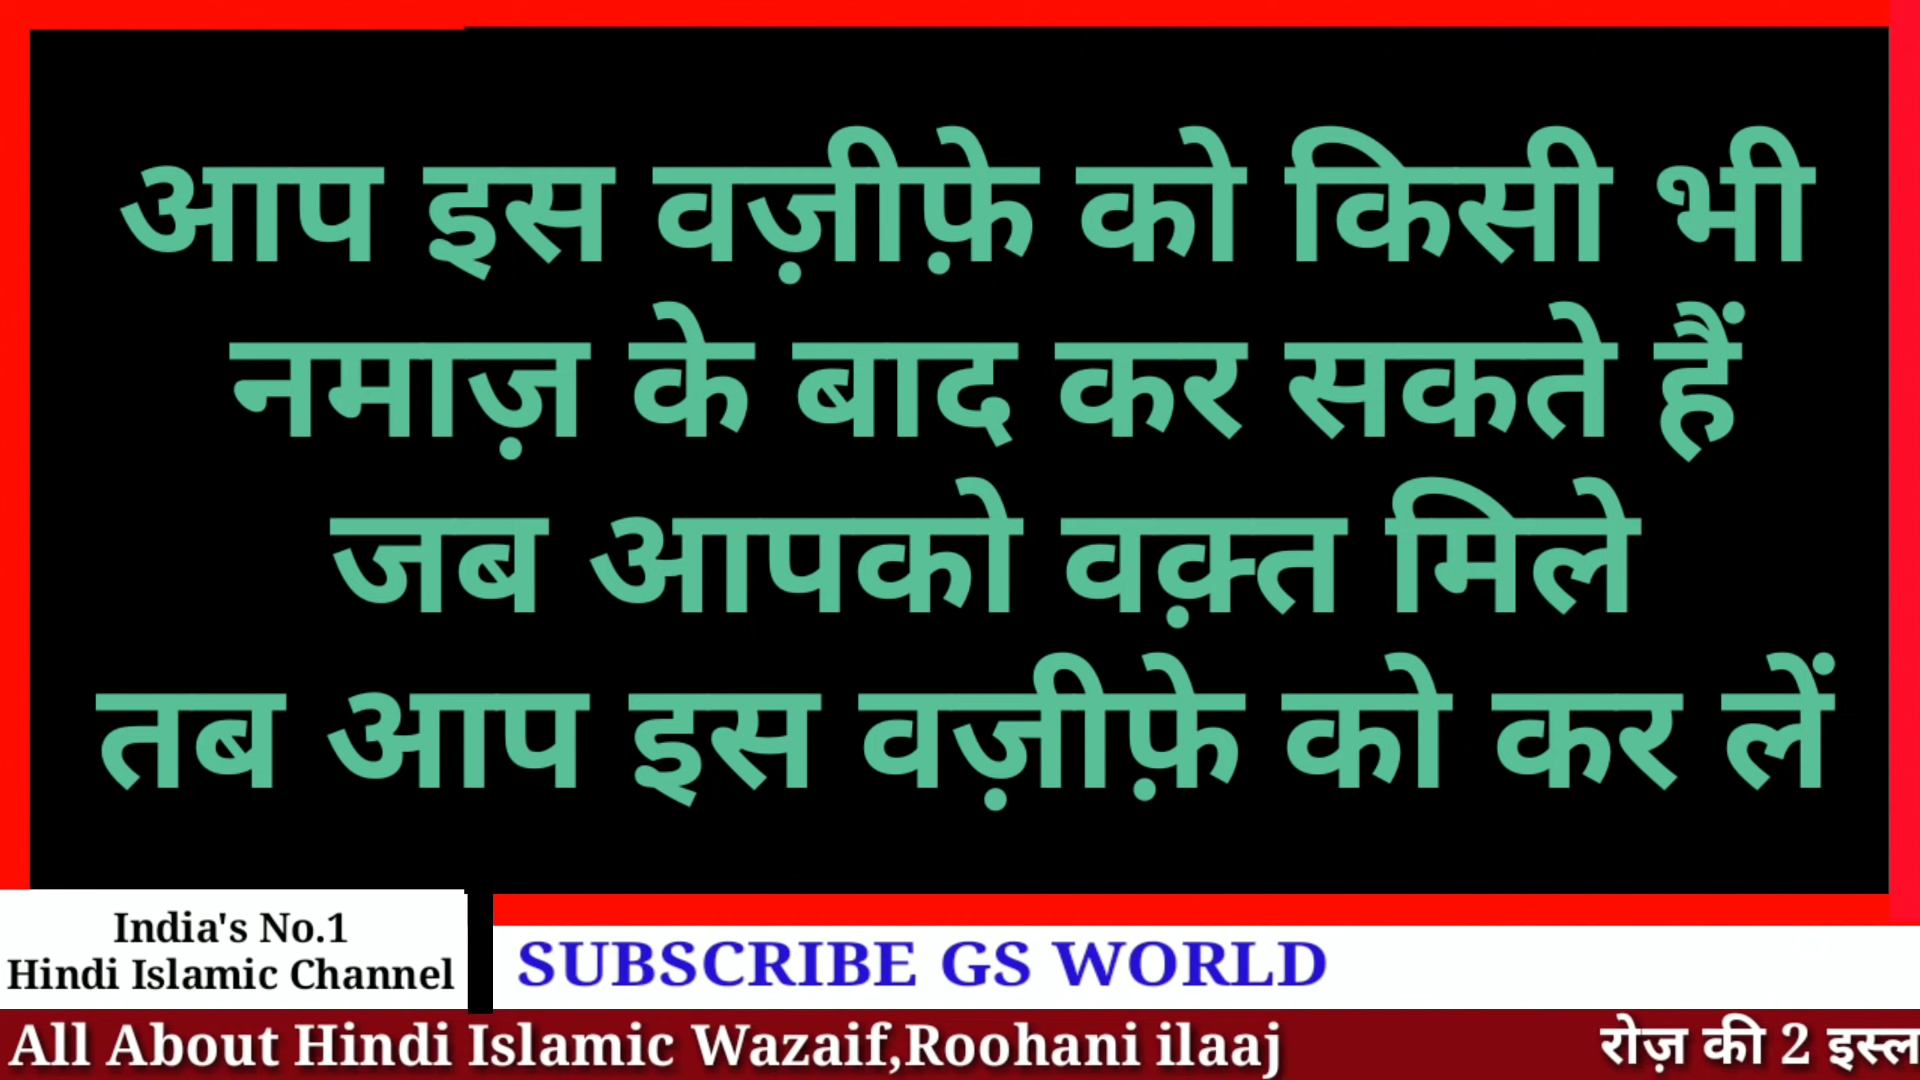 आप इस वज़ीफ़े को किसी भी
नमाज़ के बाद कर सकते हैं
जब आपको वक़्त मिले
तब आप इस वज़ीफ़े को कर लें
India's No.1
Hindi Islamic Channel
SUBSCRIBE GS WORLD
All About Hindi Islamic Wazaif,Roohani ilaaj
रोज़ की 2